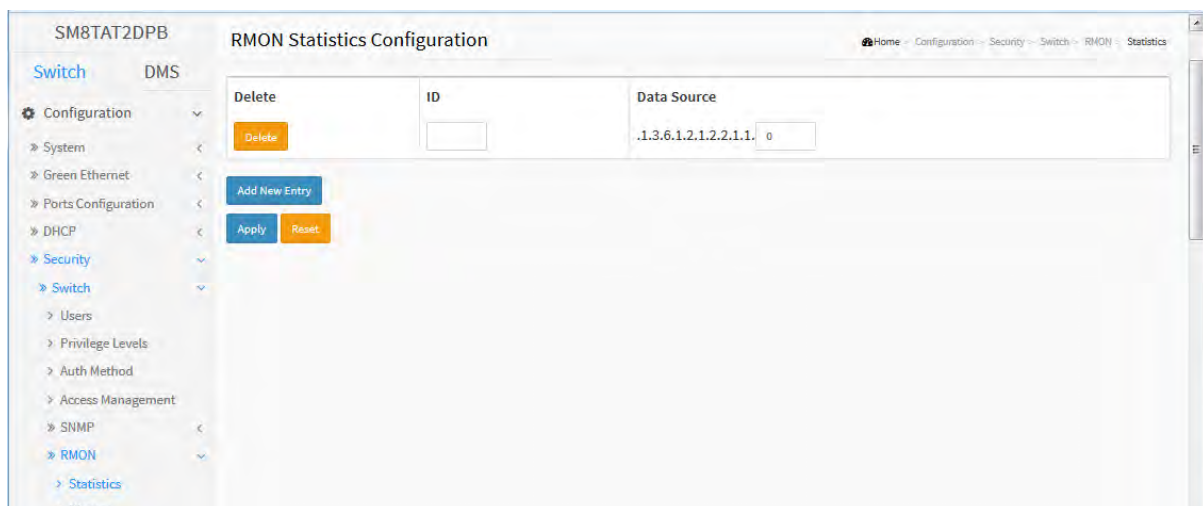 SM8TAT2DPB
Switch DMS
Configuration
System
Green Ethernet
Ports Configuration
DHCP
Security
Switch
Users
Privilege Levels
Auth Method
Access Management
SNMP
RMON
Statistics
RMON Statistics Configuration
Home > Configuration > Security > Switch > RMON > Statistics
Delete ID Data Source
Delete .1.3.6.1.2.1.2.2.1.1. 0
Add New Entry
Apply Reset